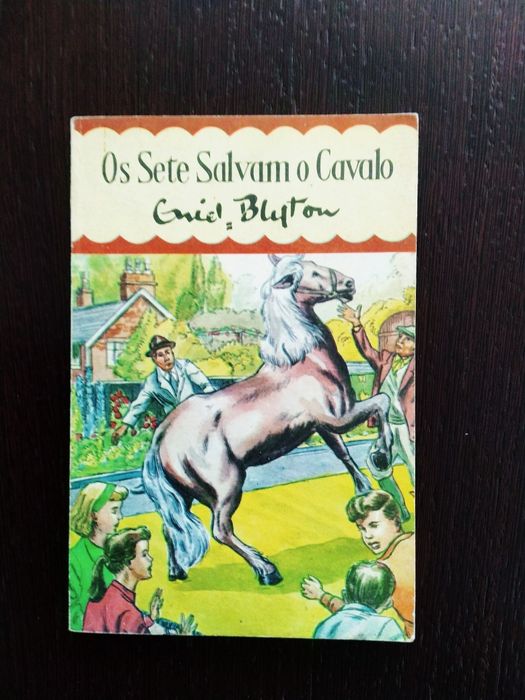 Os Sete Salvam o Cavalo
Enid Blyton